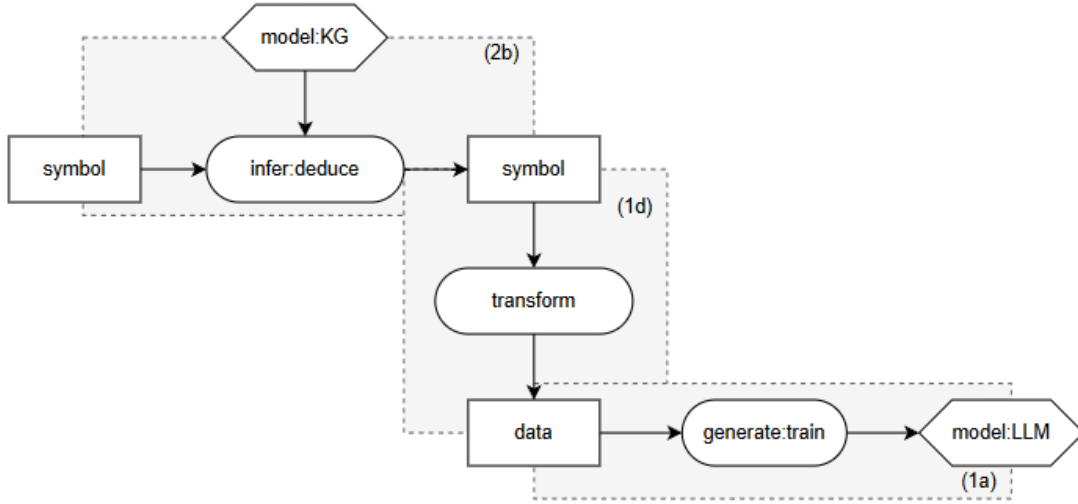 model:KG
(2b)
symbol
infer:deduce
symbol
(1d)
transform
data
generate:train
model:LLM
(1a)